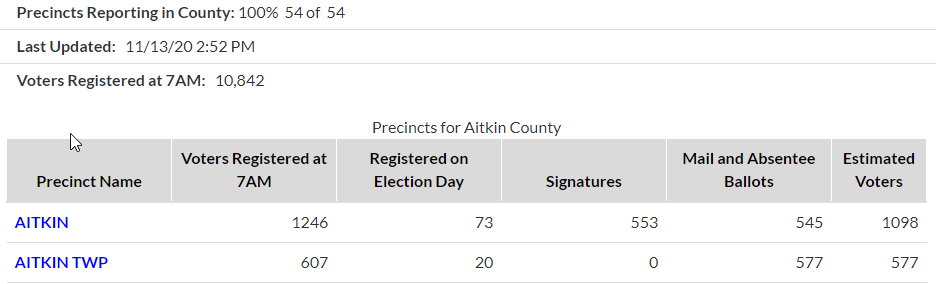 Precincts Reporting in County: 100% 54 of 54
Last Updated: 11/13/20 2:52 PM
Voters Registered at 7AM: 10,842
Precincts for Aitkin County
Precinct Name Voters Registered at 7AM Registered on Election Day Signatures Mail and Absentee Ballots Estimated Voters
AITKIN 1246 73 553 545 1098
AITKIN TWP 607 20 0 577 577